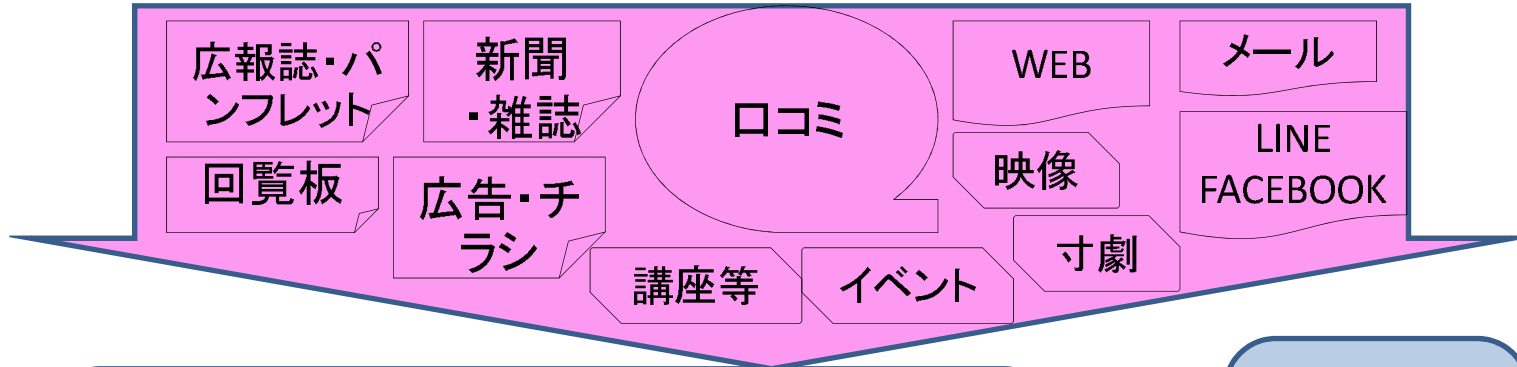 広報誌・パ
ンフレット
新聞
・雑誌
口コミ
WEB
メール
回覧板
広告・チ
ラシ
映像
LINE
FACEBOOK
講座等
イベント
寸劇